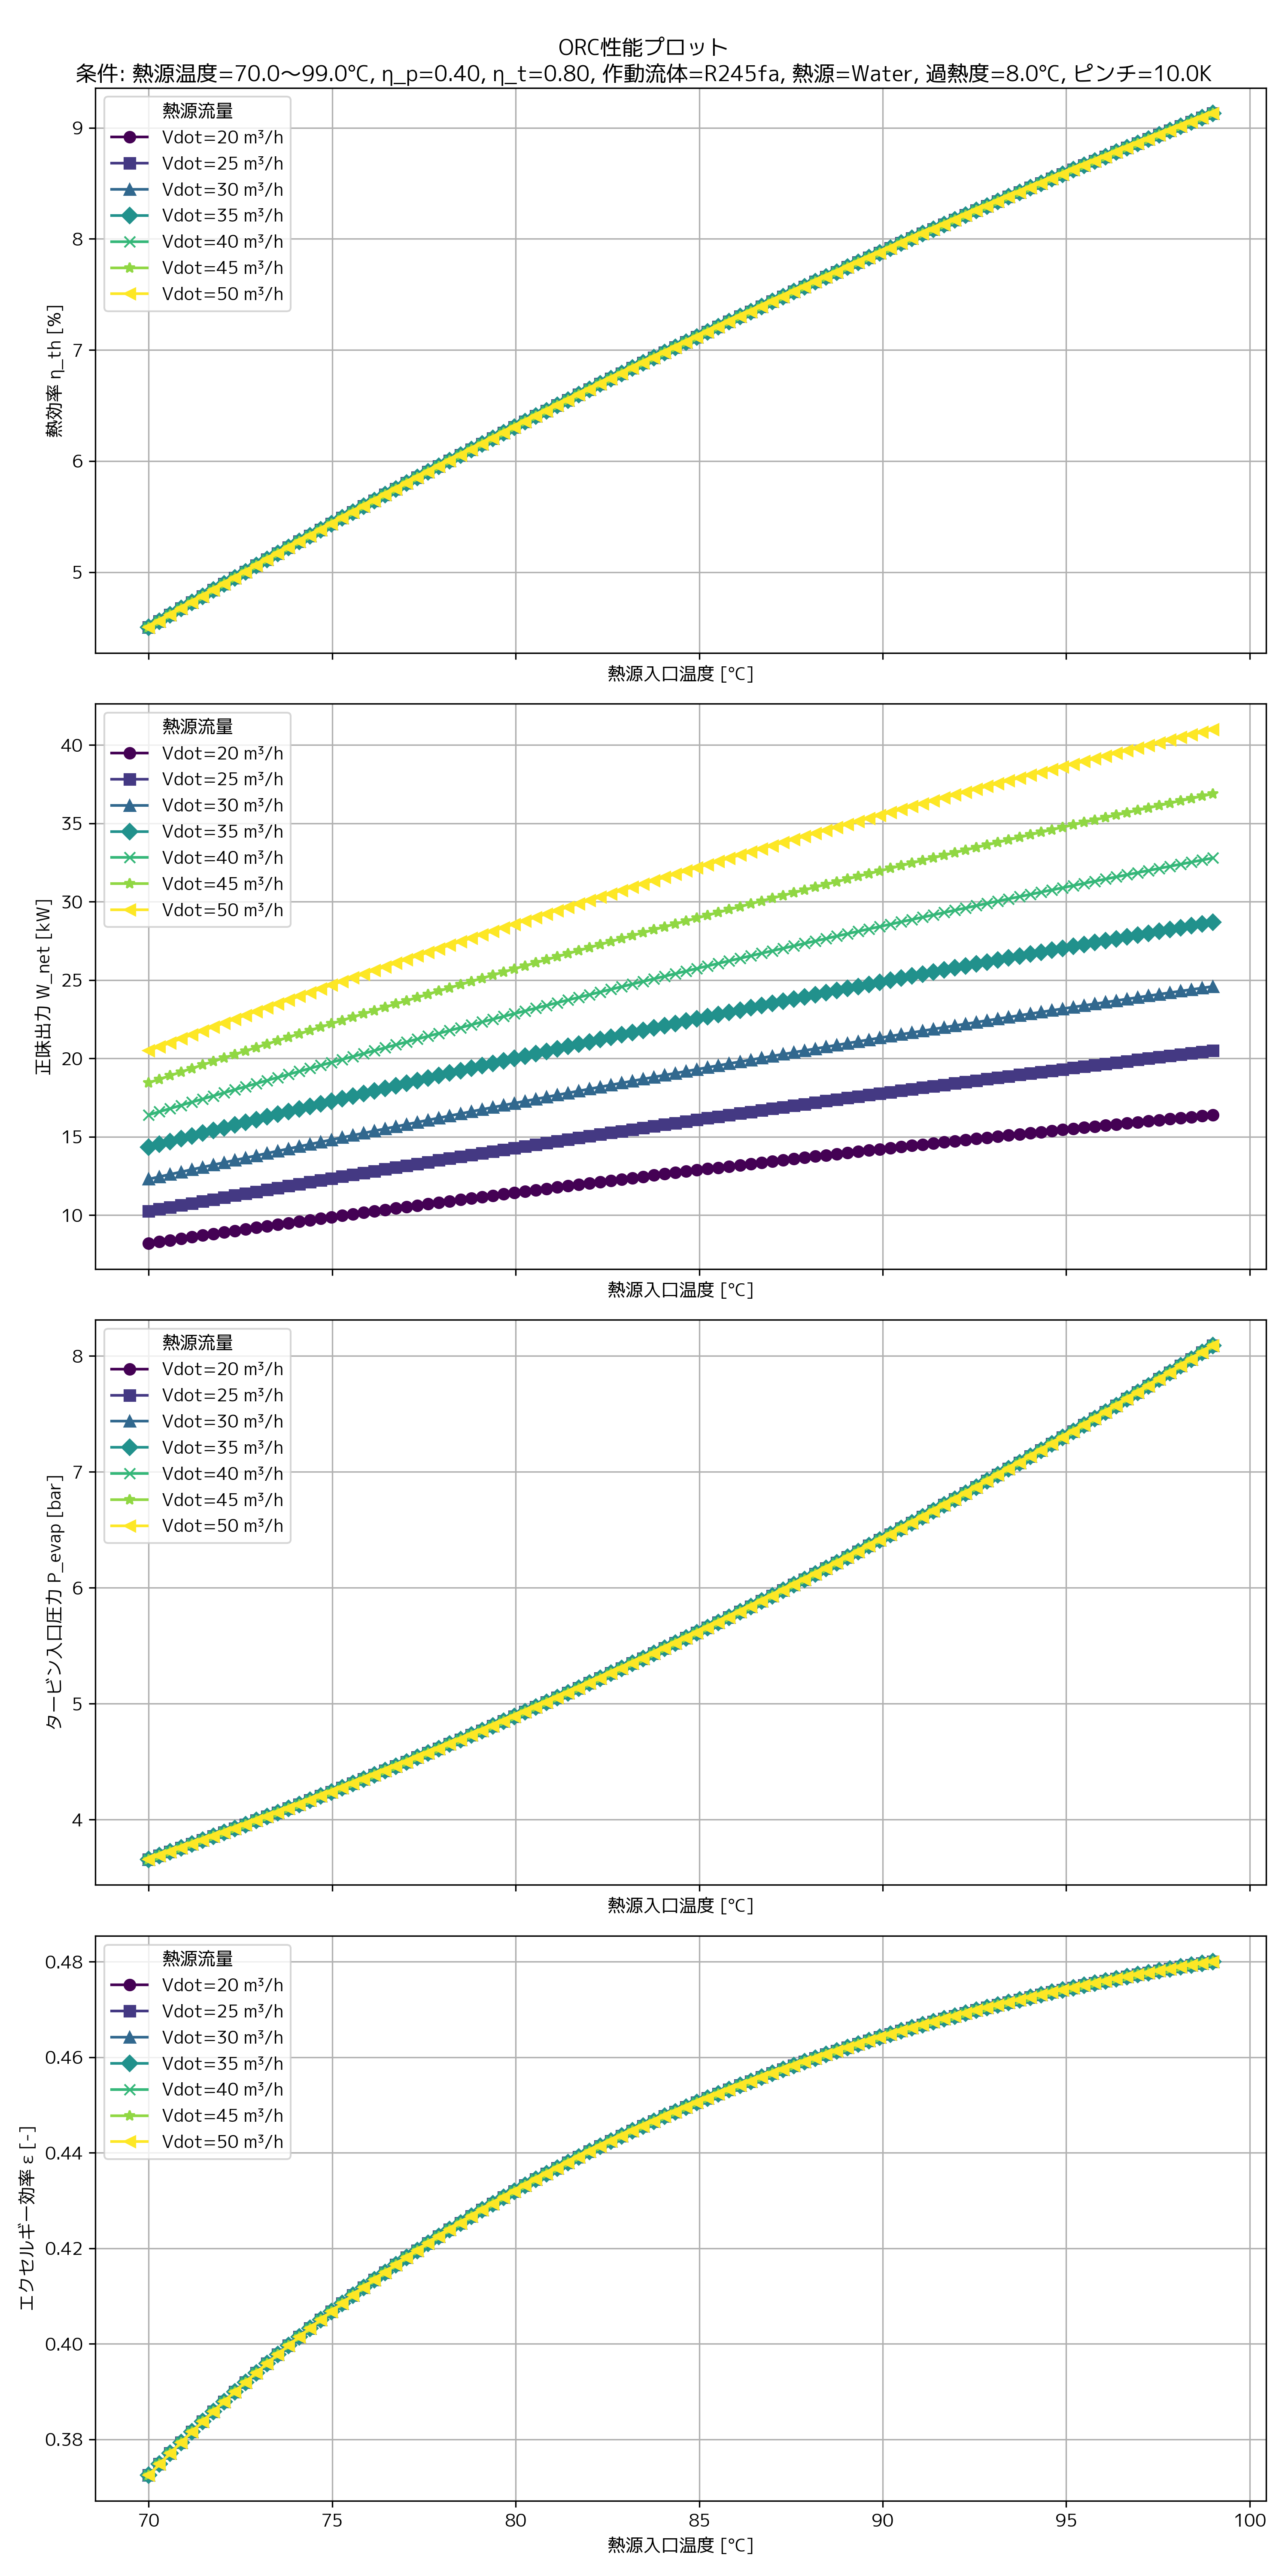 ORC性能プロット
条件: 熱源温度=70.0～99.0°C, η_p=0.40, η_t=0.80, 作動流体=R245fa, 熱源=Water, 過熱度=8.0°C, ピンチ=10.0K
熱源流量
Vdot=20 m³/h
Vdot=25 m³/h
Vdot=30 m³/h
Vdot=35 m³/h
Vdot=40 m³/h
Vdot=45 m³/h
Vdot=50 m³/h
9
8
7
6
5
熱効率 η_th [%]
熱源入口温度 [°C]
熱源流量
Vdot=20 m³/h
Vdot=25 m³/h
Vdot=30 m³/h
Vdot=35 m³/h
Vdot=40 m³/h
Vdot=45 m³/h
Vdot=50 m³/h
40
35
30
25
20
15
10
正味出力 W_net [kW]
熱源入口温度 [°C]
熱源流量
Vdot=20 m³/h
Vdot=25 m³/h
Vdot=30 m³/h
Vdot=35 m³/h
Vdot=40 m³/h
Vdot=45 m³/h
Vdot=50 m³/h
8
7
6
5
4
タービン入口圧力 P_evap [bar]
熱源入口温度 [°C]
熱源流量
Vdot=20 m³/h
Vdot=25 m³/h
Vdot=30 m³/h
Vdot=35 m³/h
Vdot=40 m³/h
Vdot=45 m³/h
Vdot=50 m³/h
0.48
0.46
0.44
0.42
0.40
0.38
エクセルギー効率 ε [-]
70 75 80 85 90 95 100
熱源入口温度 [°C]